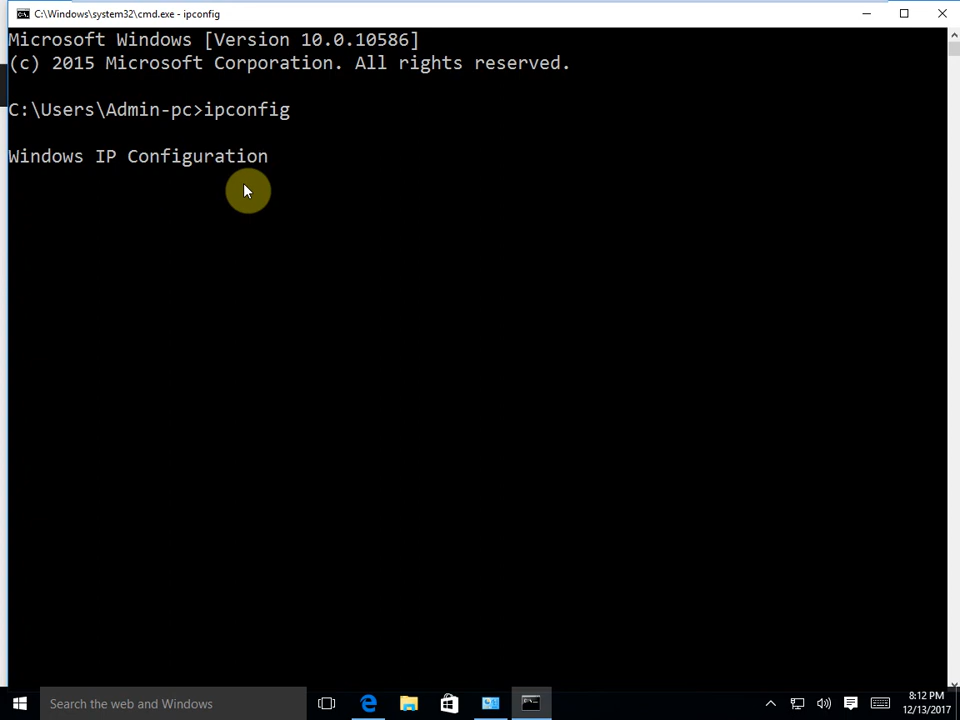 C:\Windows\system32\cmd.exe - ipconfig
Microsoft Windows [Version 10.0.10586]
(c) 2015 Microsoft Corporation. All rights reserved.
C:\Users\Admin-pc>ipconfig
Windows IP Configuration
Search the web and Windows
8:12 PM
12/13/2017